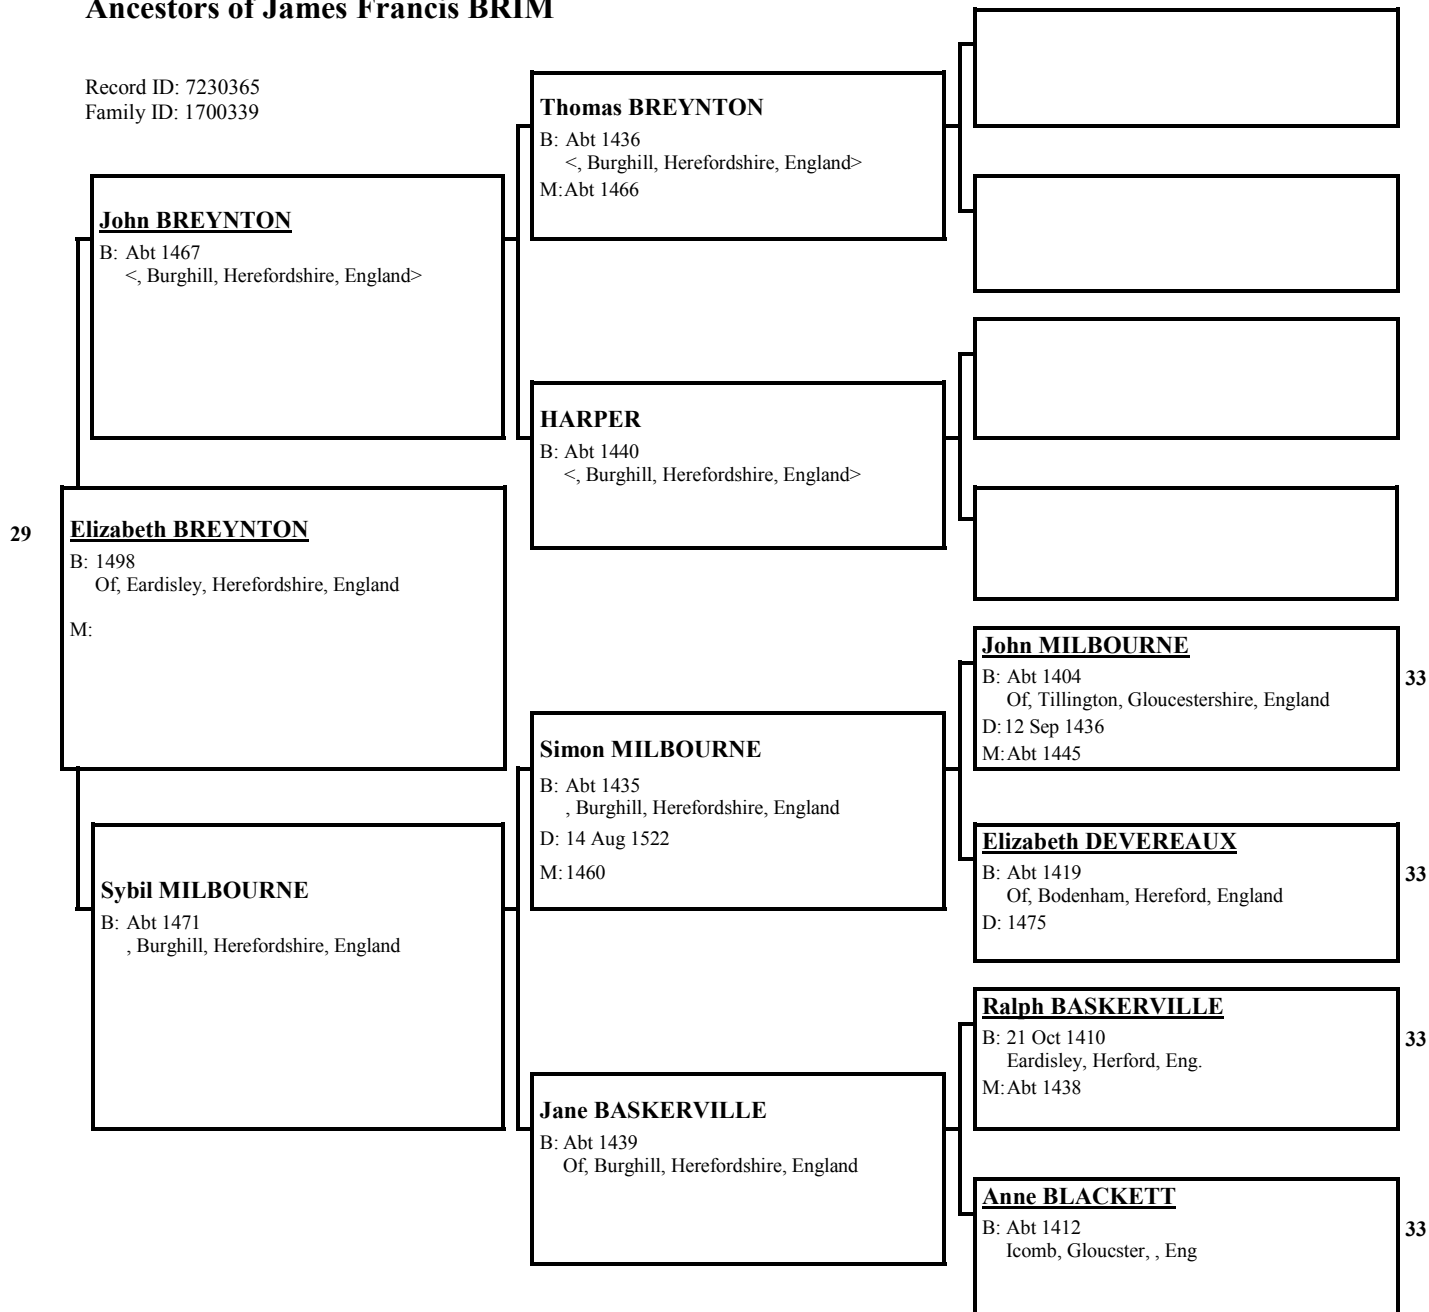 Ancestors of James Francis BRIM
Record ID: 7230365
Family ID: 1700339
Thomas BREYNTON
B: Abt 1436
<, Burghill, Herefordshire, England>
M:Abt 1466
John BREYNTON
B: Abt 1467
<, Burghill, Herefordshire, England>
HARPER
B: Abt 1440
<, Burghill, Herefordshire, England>
29
Elizabeth BREYNTON
B: 1498
Of, Eardisley, Herefordshire, England
M:
John MILBOURNE
B: Abt 1404
Of, Tillington, Gloucestershire, England
D:12 Sep 1436
M:Abt 1445
33
Simon MILBOURNE
B: Abt 1435
, Burghill, Herefordshire, England
D: 14 Aug 1522
M:1460
Elizabeth DEVEREAUX
B: Abt 1419
Of, Bodenham, Hereford, England
D: 1475
33
Sybil MILBOURNE
B: Abt 1471
, Burghill, Herefordshire, England
Ralph BASKERVILLE
B: 21 Oct 1410
Eardisley, Herford, Eng.
M:Abt 1438
33
Jane BASKERVILLE
B: Abt 1439
Of, Burghill, Herefordshire, England
Anne BLACKETT
B: Abt 1412
Icomb, Gloucster, , Eng
33